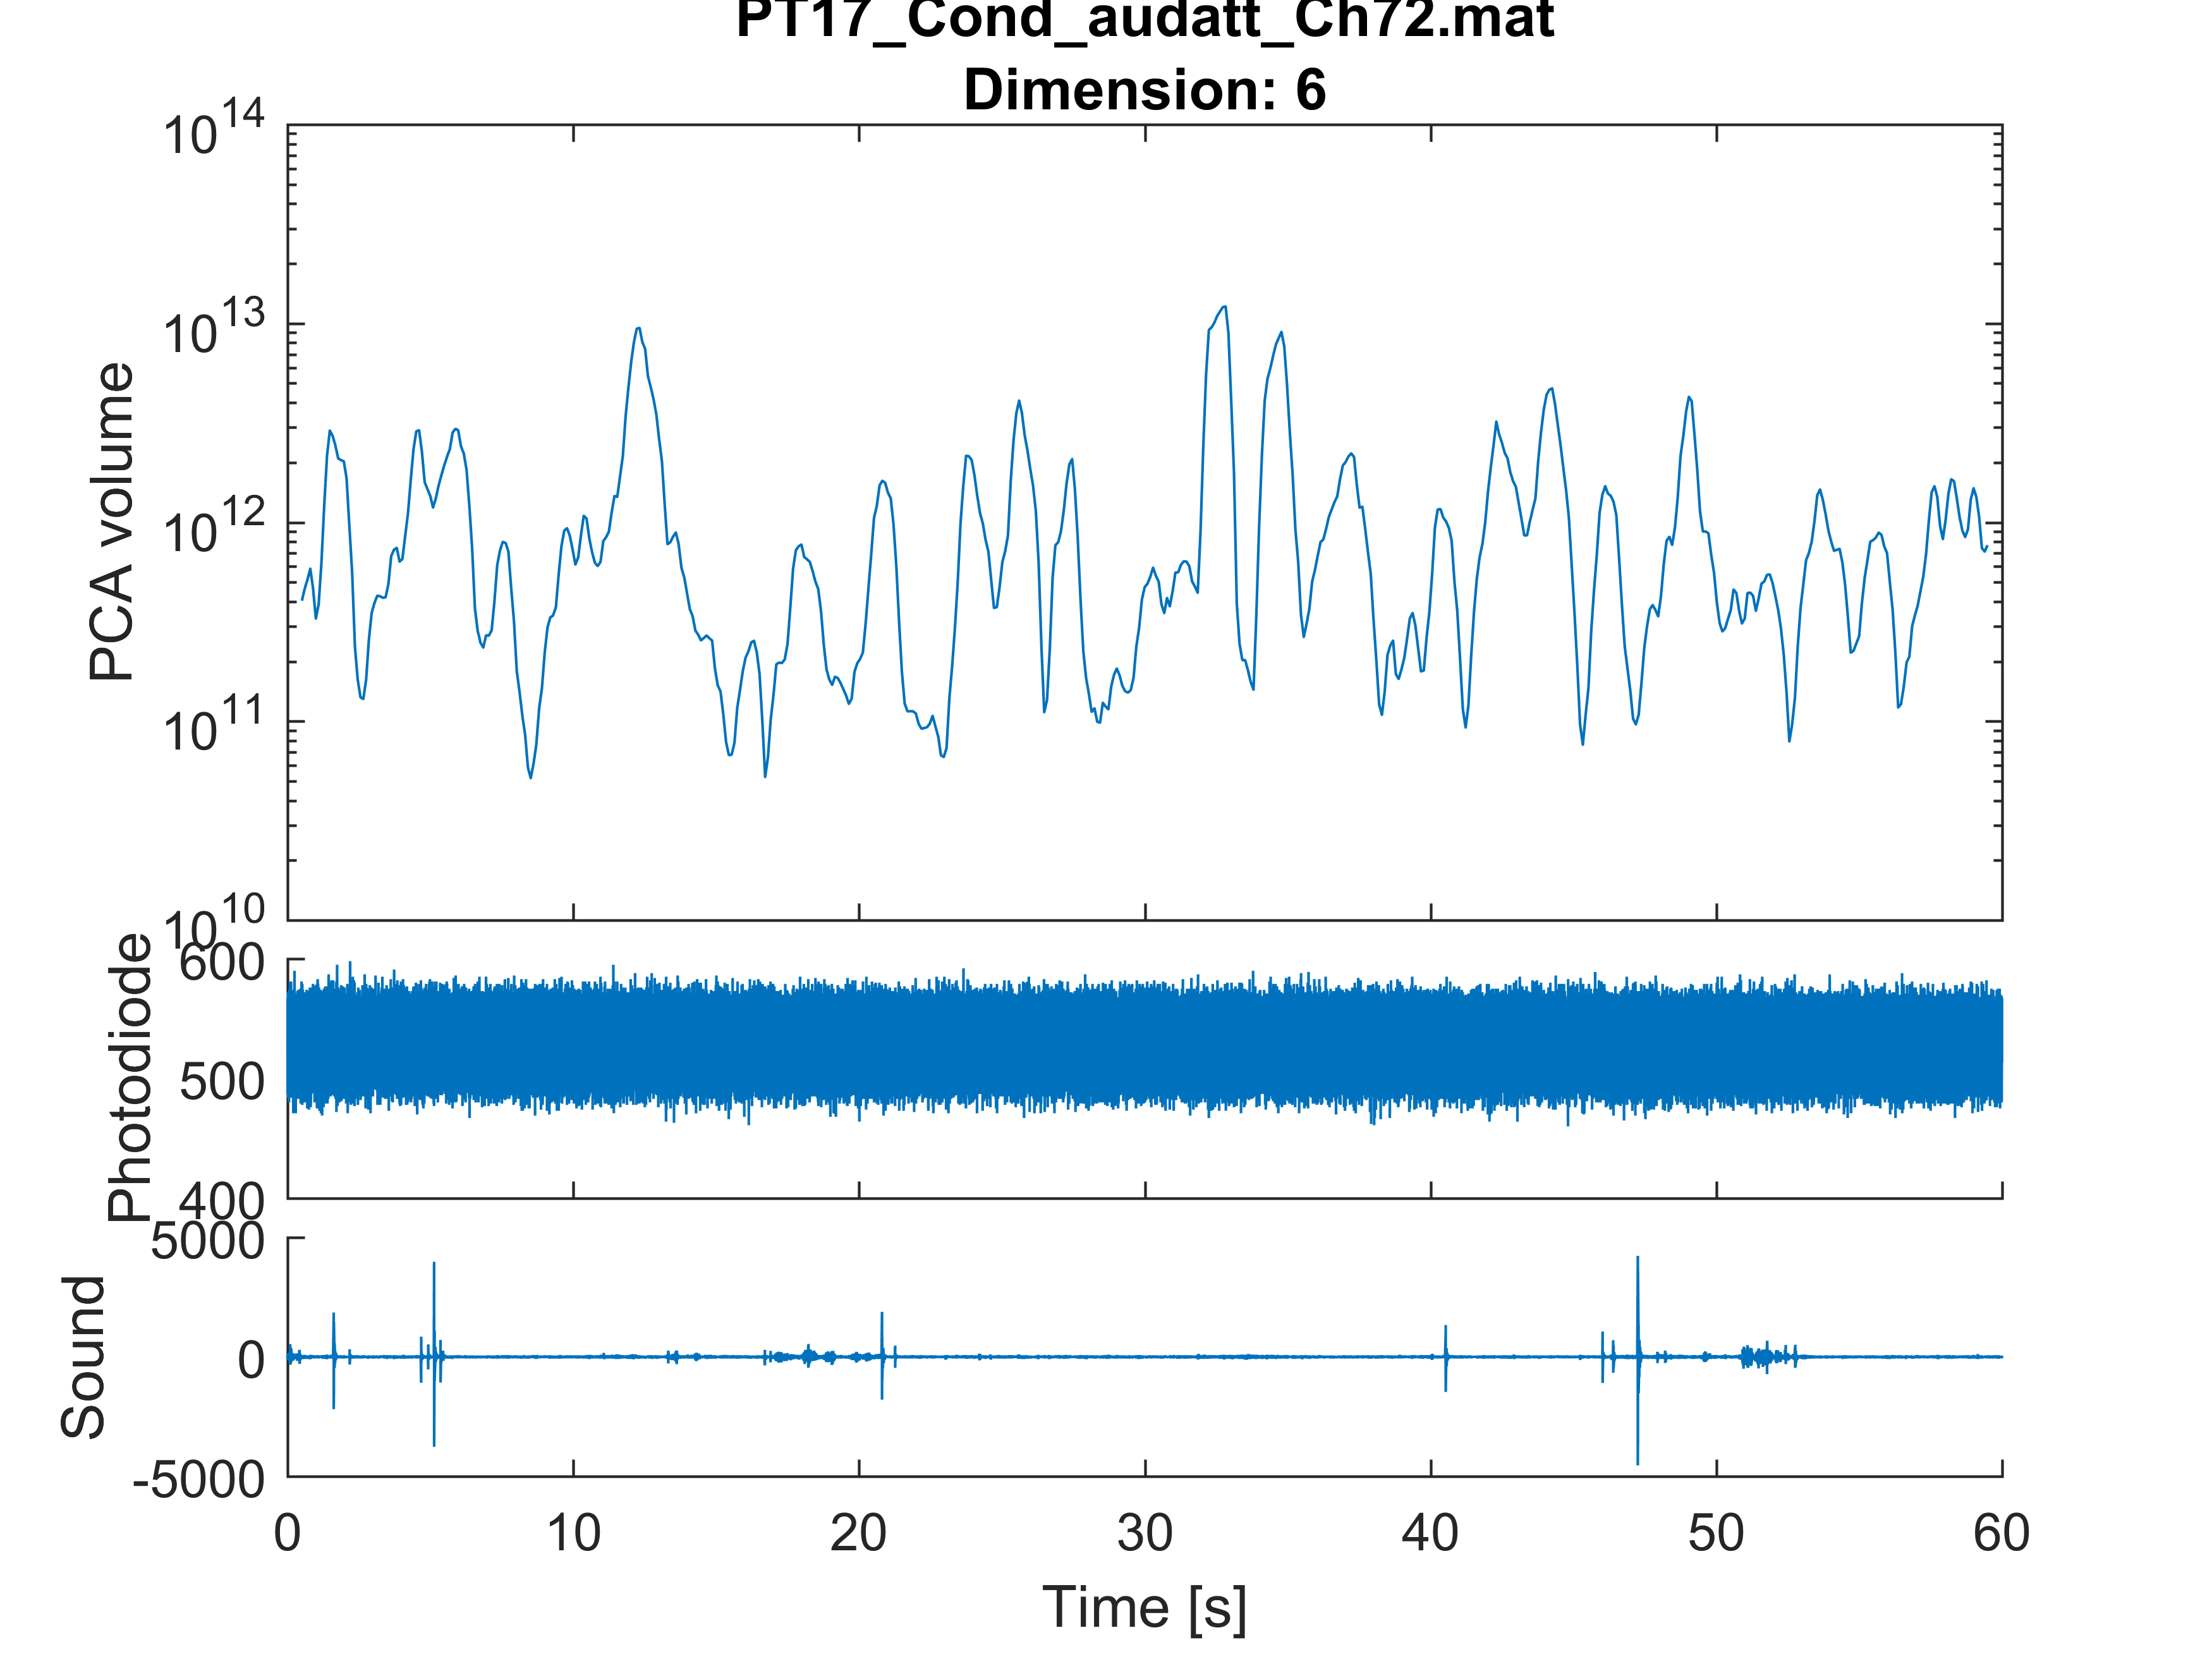 PT17_Cond_audatt_Ch72.mat
Dimension: 6
10^14
10^13
10^12
10^11
10^10
PCA volume
600
500
400
Photodiode
5000
0
-5000
Sound
0 10 20 30 40 50 60
Time [s]